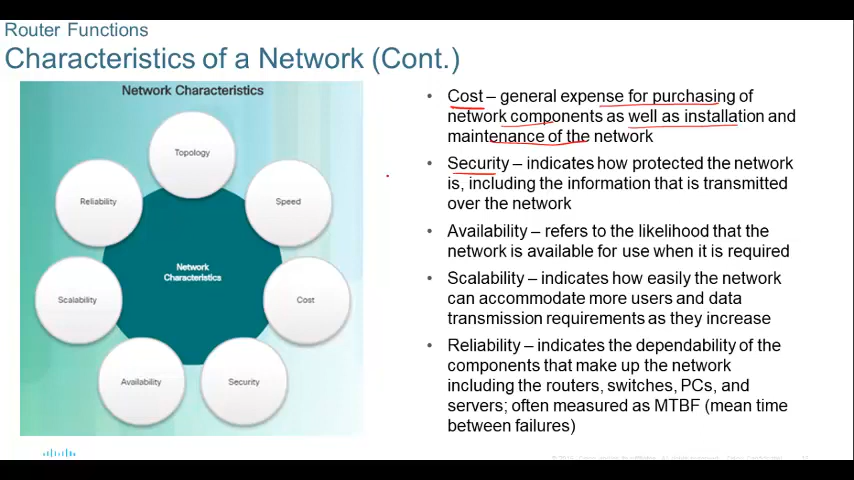 Router Functions
Characteristics of a Network (Cont.)
Network Characteristics
Topology
Reliability
Speed
Network
Characteristics
Scalability
Cost
Availability
Security
• Cost – general expense for purchasing of
network components as well as installation and
maintenance of the network
• Security – indicates how protected the network
is, including the information that is transmitted
over the network
• Availability – refers to the likelihood that the
network is available for use when it is required
• Scalability – indicates how easily the network
can accommodate more users and data
transmission requirements as they increase
• Reliability – indicates the dependability of the
components that make up the network
including the routers, switches, PCs, and
servers; often measured as MTBF (mean time
between failures)